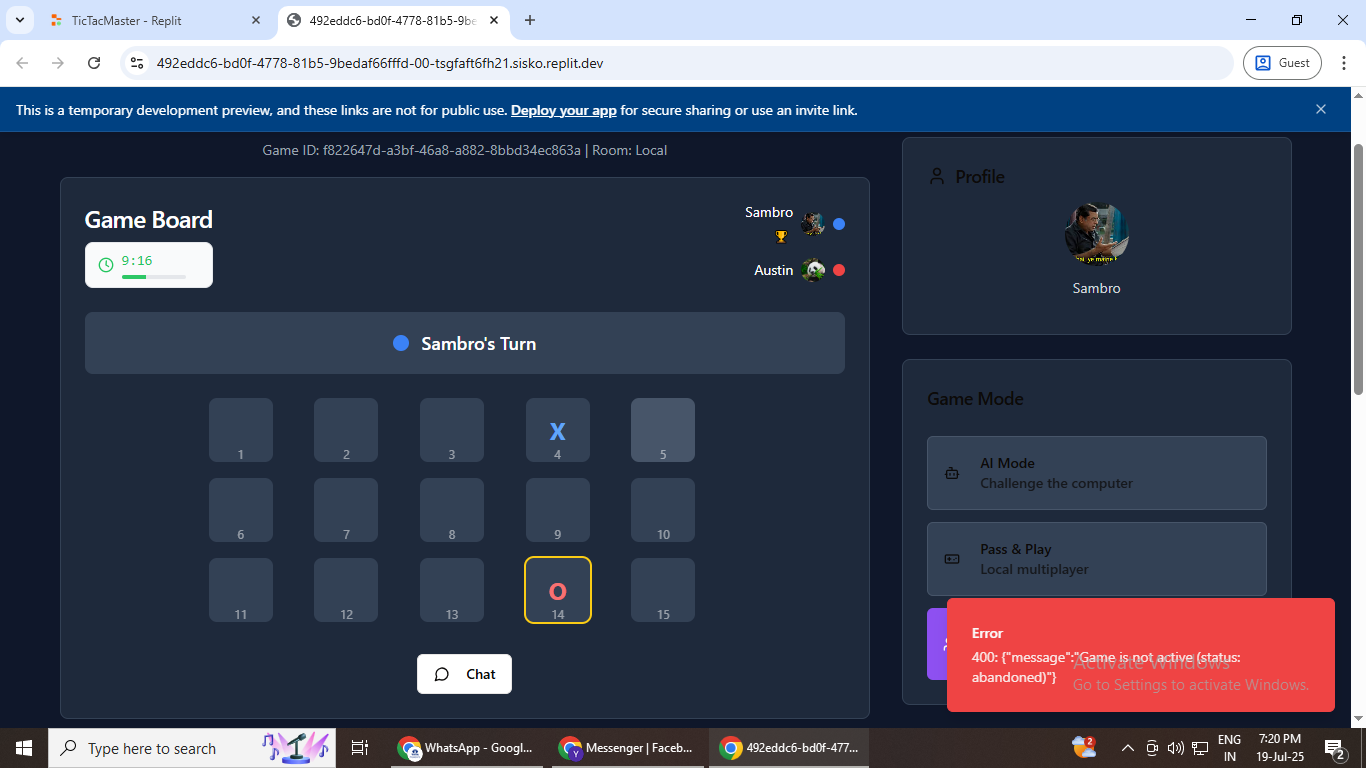 TicTacMaster - Replit
492eddc6-bd0f-4778-81b5-9be
492eddc6-bd0f-4778-81b5-9bedaf66fffd-00-tsgfaft6fh21.sisko.replit.dev
Guest
This is a temporary development preview, and these links are not for public use. Deploy your app for secure sharing or use an invite link.
Game ID: f822647d-a3bf-46a8-a882-8bbd34ec863a | Room: Local
Game Board
9:16
Sambro
Austin
Sambro's Turn
1
2
3
X
4
5
6
7
8
9
10
11
12
13
O
14
15
Chat
Profile
Sambro
Game Mode
AI Mode
Challenge the computer
Pass & Play
Local multiplayer
Error
400: {"message":"Game is not active (status:
abandoned)"}
Activate Windows
Go to Settings to activate Windows.
Type here to search
WhatsApp - Googl...
Messenger | Faceb...
492eddc6-bd0f-477...
2
ENG
IN
7:20 PM
19-Jul-25
2